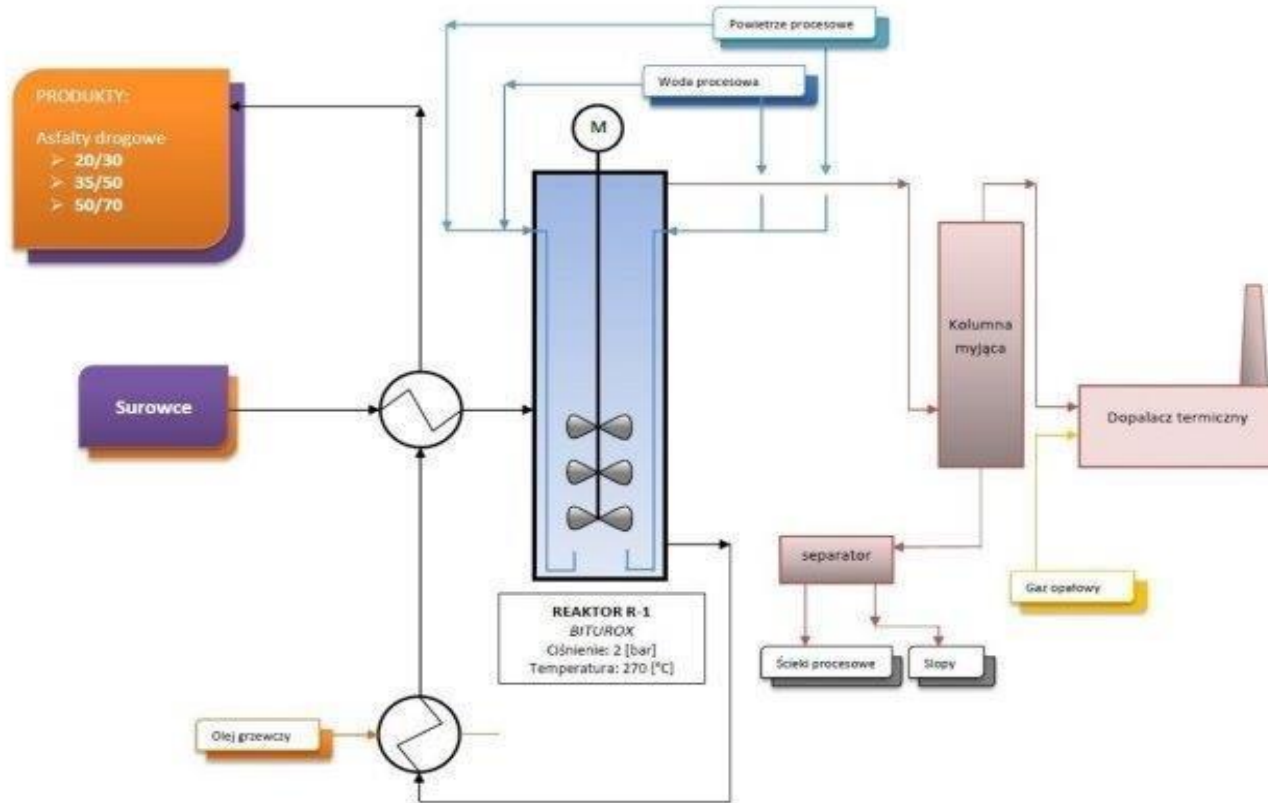 Powietrze procesowe
Woda procesowa
PRODUKTY:
Asfalty drogowe
➢ 20/30
➢ 35/50
➢ 50/70
M
Kolumna
myjąca
Surowce
Dopalacz termiczny
separator
Gaz opałowy
REAKTOR R-1
BITUROX
Ciśnienie: 2 [bar]
Temperatura: 270 [°C]
Ścieki procesowe
Slopy
Olej grzewczy